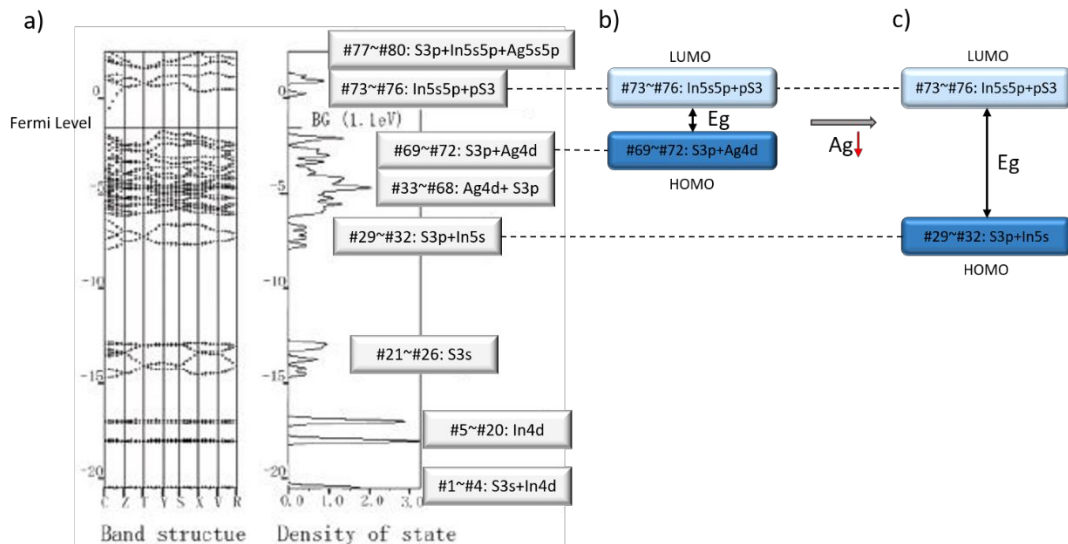 a)
b)
c)
#77~#80: S3p+In5s5p+Ag5s5p
#73~#76: In5s5p+pS3
0
0
Fermi Level
BG (1.1eV)
#69~#72: S3p+Ag4d
#33~#68: Ag4d+ S3p
-5
-5
#29~#32: S3p+In5s
-10
-10
#21~#26: S3s
-15
-15
#5~#20: In4d
#1~#4: S3s+In4d
-20
-20
C Z T Y S X V R
0.0 1.0 2.0 3.0
Band structue
Density of state
LUMO
#73~#76: In5s5p+pS3
Eg
#69~#72: S3p+Ag4d
HOMO
Ag
LUMO
#73~#76: In5s5p+pS3
Eg
#29~#32: S3p+In5s
HOMO